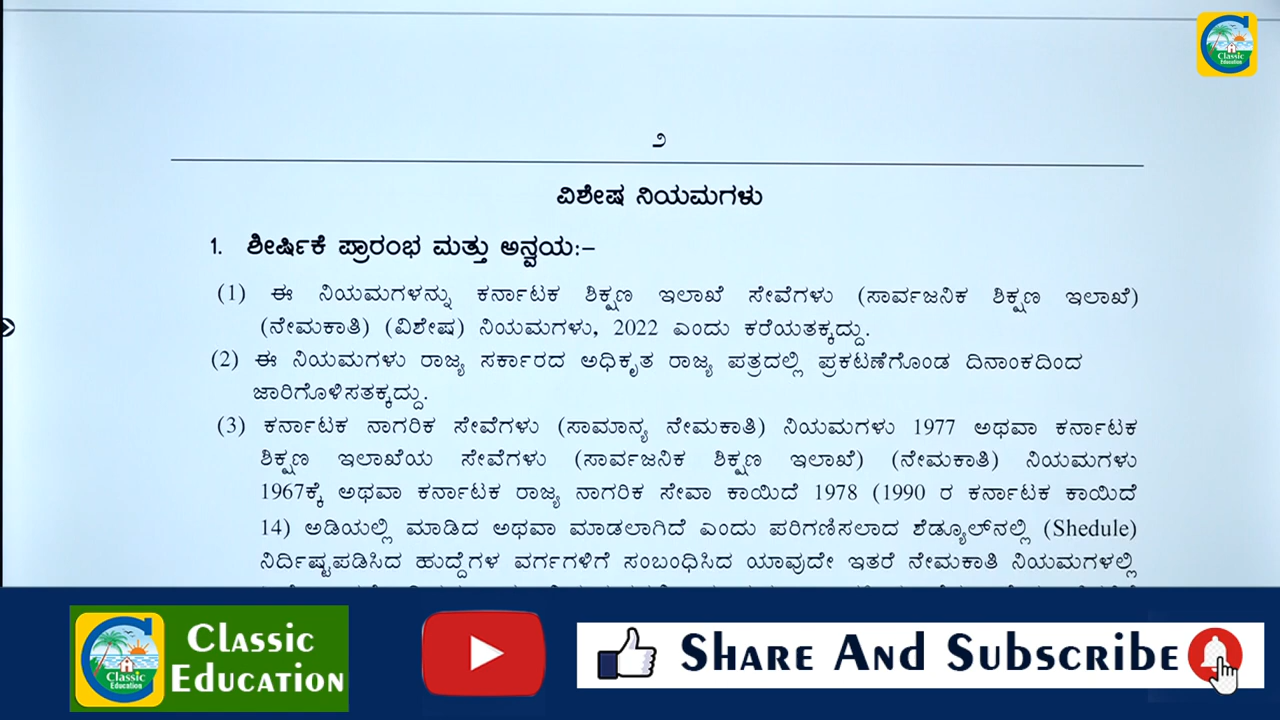 Classic
Education
೨
ವಿಶೇಷ ನಿಯಮಗಳು
1. ಶೀರ್ಷಿಕೆ ಪ್ರಾರಂಭ ಮತ್ತು ಅನ್ವಯ:–
(1) ಈ ನಿಯಮಗಳನ್ನು ಕರ್ನಾಟಕ ಶಿಕ್ಷಣ ಇಲಾಖೆ ಸೇವೆಗಳು (ಸಾರ್ವಜನಿಕ ಶಿಕ್ಷಣ ಇಲಾಖೆ)
(ನೇಮಕಾತಿ) (ವಿಶೇಷ) ನಿಯಮಗಳು, 2022 ಎಂದು ಕರೆಯತಕ್ಕದ್ದು.
(2) ಈ ನಿಯಮಗಳು ರಾಜ್ಯ ಸರ್ಕಾರದ ಅಧಿಕೃತ ರಾಜ್ಯ ಪತ್ರದಲ್ಲಿ ಪ್ರಕಟಣೆಗೊಂಡ ದಿನಾಂಕದಿಂದ
ಜಾರಿಗೊಳಿಸತಕ್ಕದ್ದು.
(3) ಕರ್ನಾಟಕ ನಾಗರಿಕ ಸೇವೆಗಳು (ಸಾಮಾನ್ಯ ನೇಮಕಾತಿ) ನಿಯಮಗಳು 1977 ಅಥವಾ ಕರ್ನಾಟಕ
ಶಿಕ್ಷಣ ಇಲಾಖೆಯ ಸೇವೆಗಳು (ಸಾರ್ವಜನಿಕ ಶಿಕ್ಷಣ ಇಲಾಖೆ) (ನೇಮಕಾತಿ) ನಿಯಮಗಳು
1967ಕ್ಕೆ ಅಥವಾ ಕರ್ನಾಟಕ ರಾಜ್ಯ ನಾಗರಿಕ ಸೇವಾ ಕಾಯಿದೆ 1978 (1990 ರ ಕರ್ನಾಟಕ ಕಾಯಿದೆ
14) ಅಡಿಯಲ್ಲಿ ಮಾಡಿದ ಅಥವಾ ಮಾಡಲಾಗಿದೆ ಎಂದು ಪರಿಗಣಿಸಲಾದ ಶೆಡ್ಯೂಲ್‌ನಲ್ಲಿ (Shedule)
ನಿರ್ದಿಷ್ಟಪಡಿಸಿದ ಹುದ್ದೆಗಳ ವರ್ಗಗಳಿಗೆ ಸಂಬಂಧಿಸಿದ ಯಾವುದೇ ಇತರೆ ನೇಮಕಾತಿ ನಿಯಮಗಳಲ್ಲಿ
Classic
Education
Classic
Education
Share And Subscribe